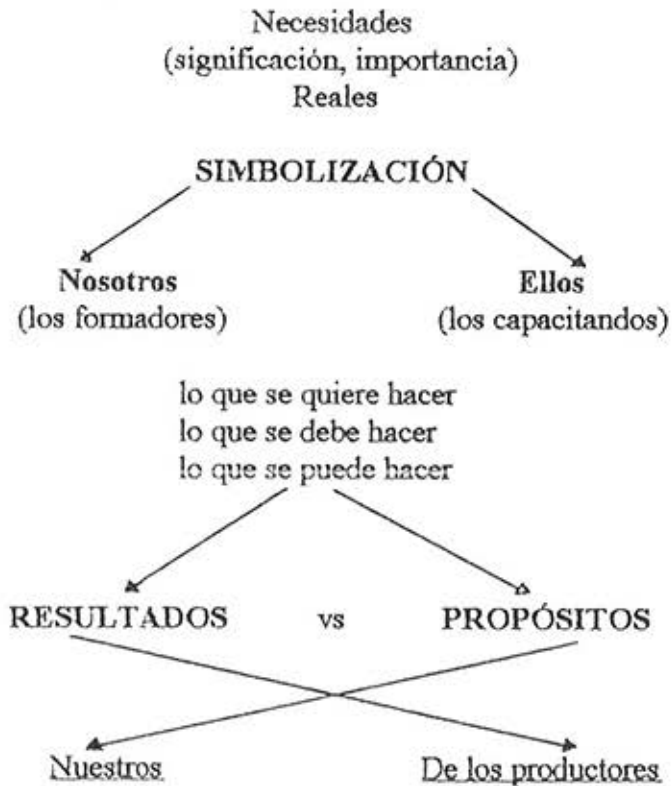 Necesidades
(significación, importancia)
Reales
SIMBOLIZACIÓN
Nosotros
(los formadores)
Ellos
(los capacitandos)
lo que se quiere hacer
lo que se debe hacer
lo que se puede hacer
RESULTADOS vs PROPÓSITOS
Nuestros
De los productores